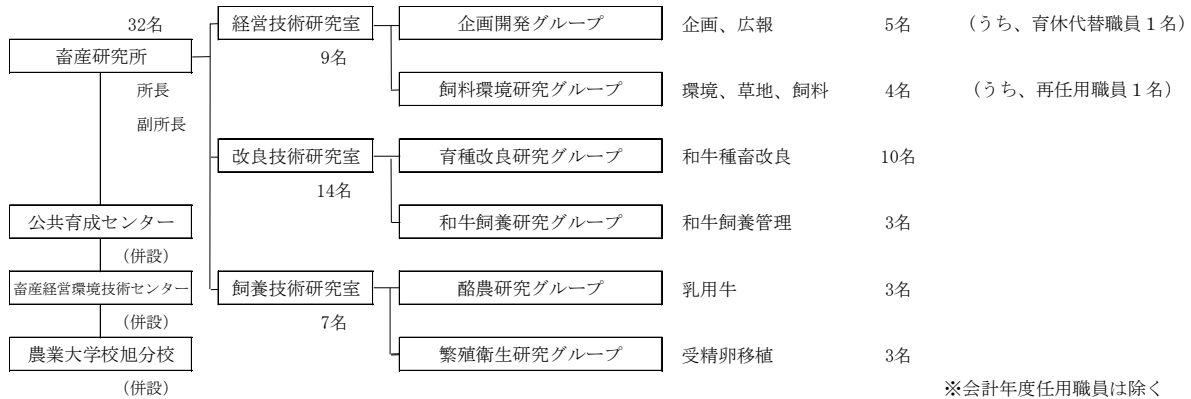 32名 経営技術研究室 企画開発グループ 企画、広報 5名 （うち、育休代替職員１名）
畜産研究所 9名
所長 飼料環境研究グループ 環境、草地、飼料 4名 （うち、再任用職員１名）
副所長
改良技術研究室 育種改良研究グループ 和牛種畜改良 10名
14名
公共育成センター 和牛飼養研究グループ 和牛飼養管理 3名
(併設)
畜産経営環境技術センター 飼養技術研究室 酪農研究グループ 乳用牛 3名
(併設) 7名
農業大学校旭分校 繁殖衛生研究グループ 受精卵移植 3名
(併設) ※会計年度任用職員は除く